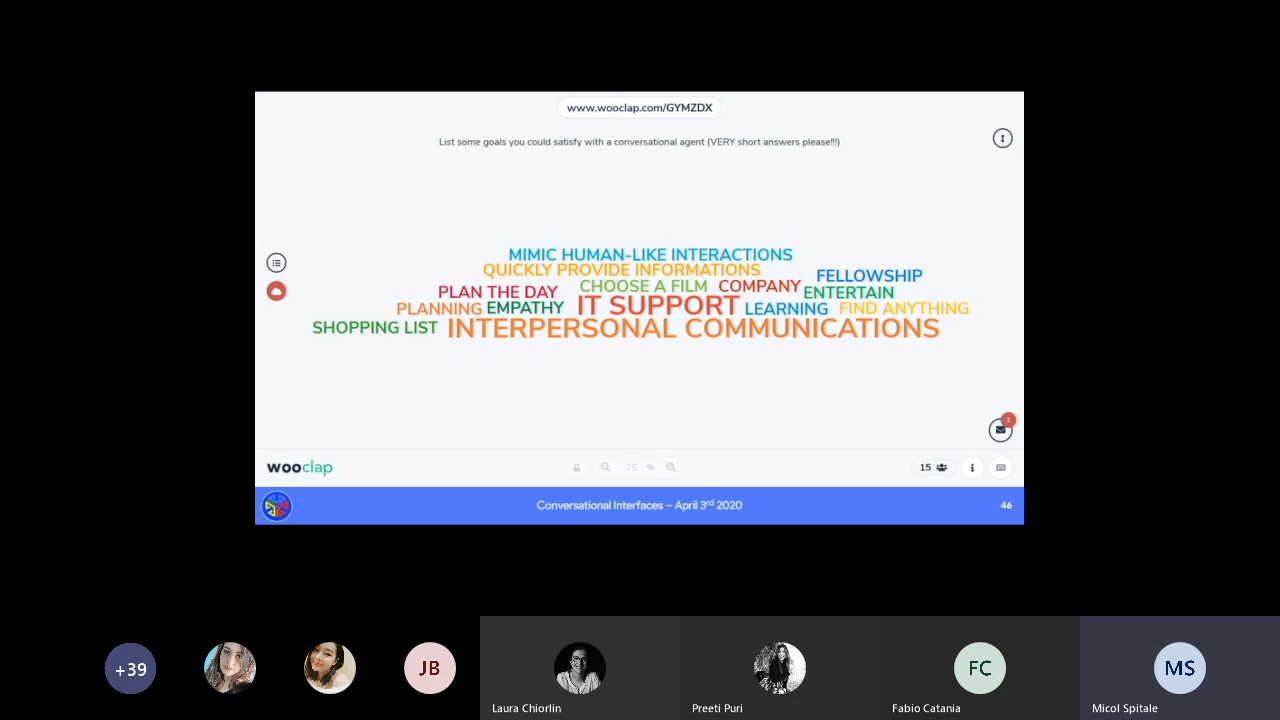 www.wooclap.com/GYMZDX
List some goals you could satisfy with a conversational agent (VERY short answers please!!!)
MIMIC HUMAN-LIKE INTERACTIONS
QUICKLY PROVIDE INFORMATIONS
FELLOWSHIP
PLAN THE DAY
CHOOSE A FILM
COMPANY
ENTERTAIN
PLANNING
EMPATHY
IT SUPPORT
LEARNING
FIND ANYTHING
SHOPPING LIST
INTERPERSONAL COMMUNICATIONS
1
wooclap
75 %
15
Conversational Interfaces – April 3rd 2020
46
+39
JB
FC
MS
Laura Chiorlin
Preeti Puri
Fabio Catania
Micol Spitale